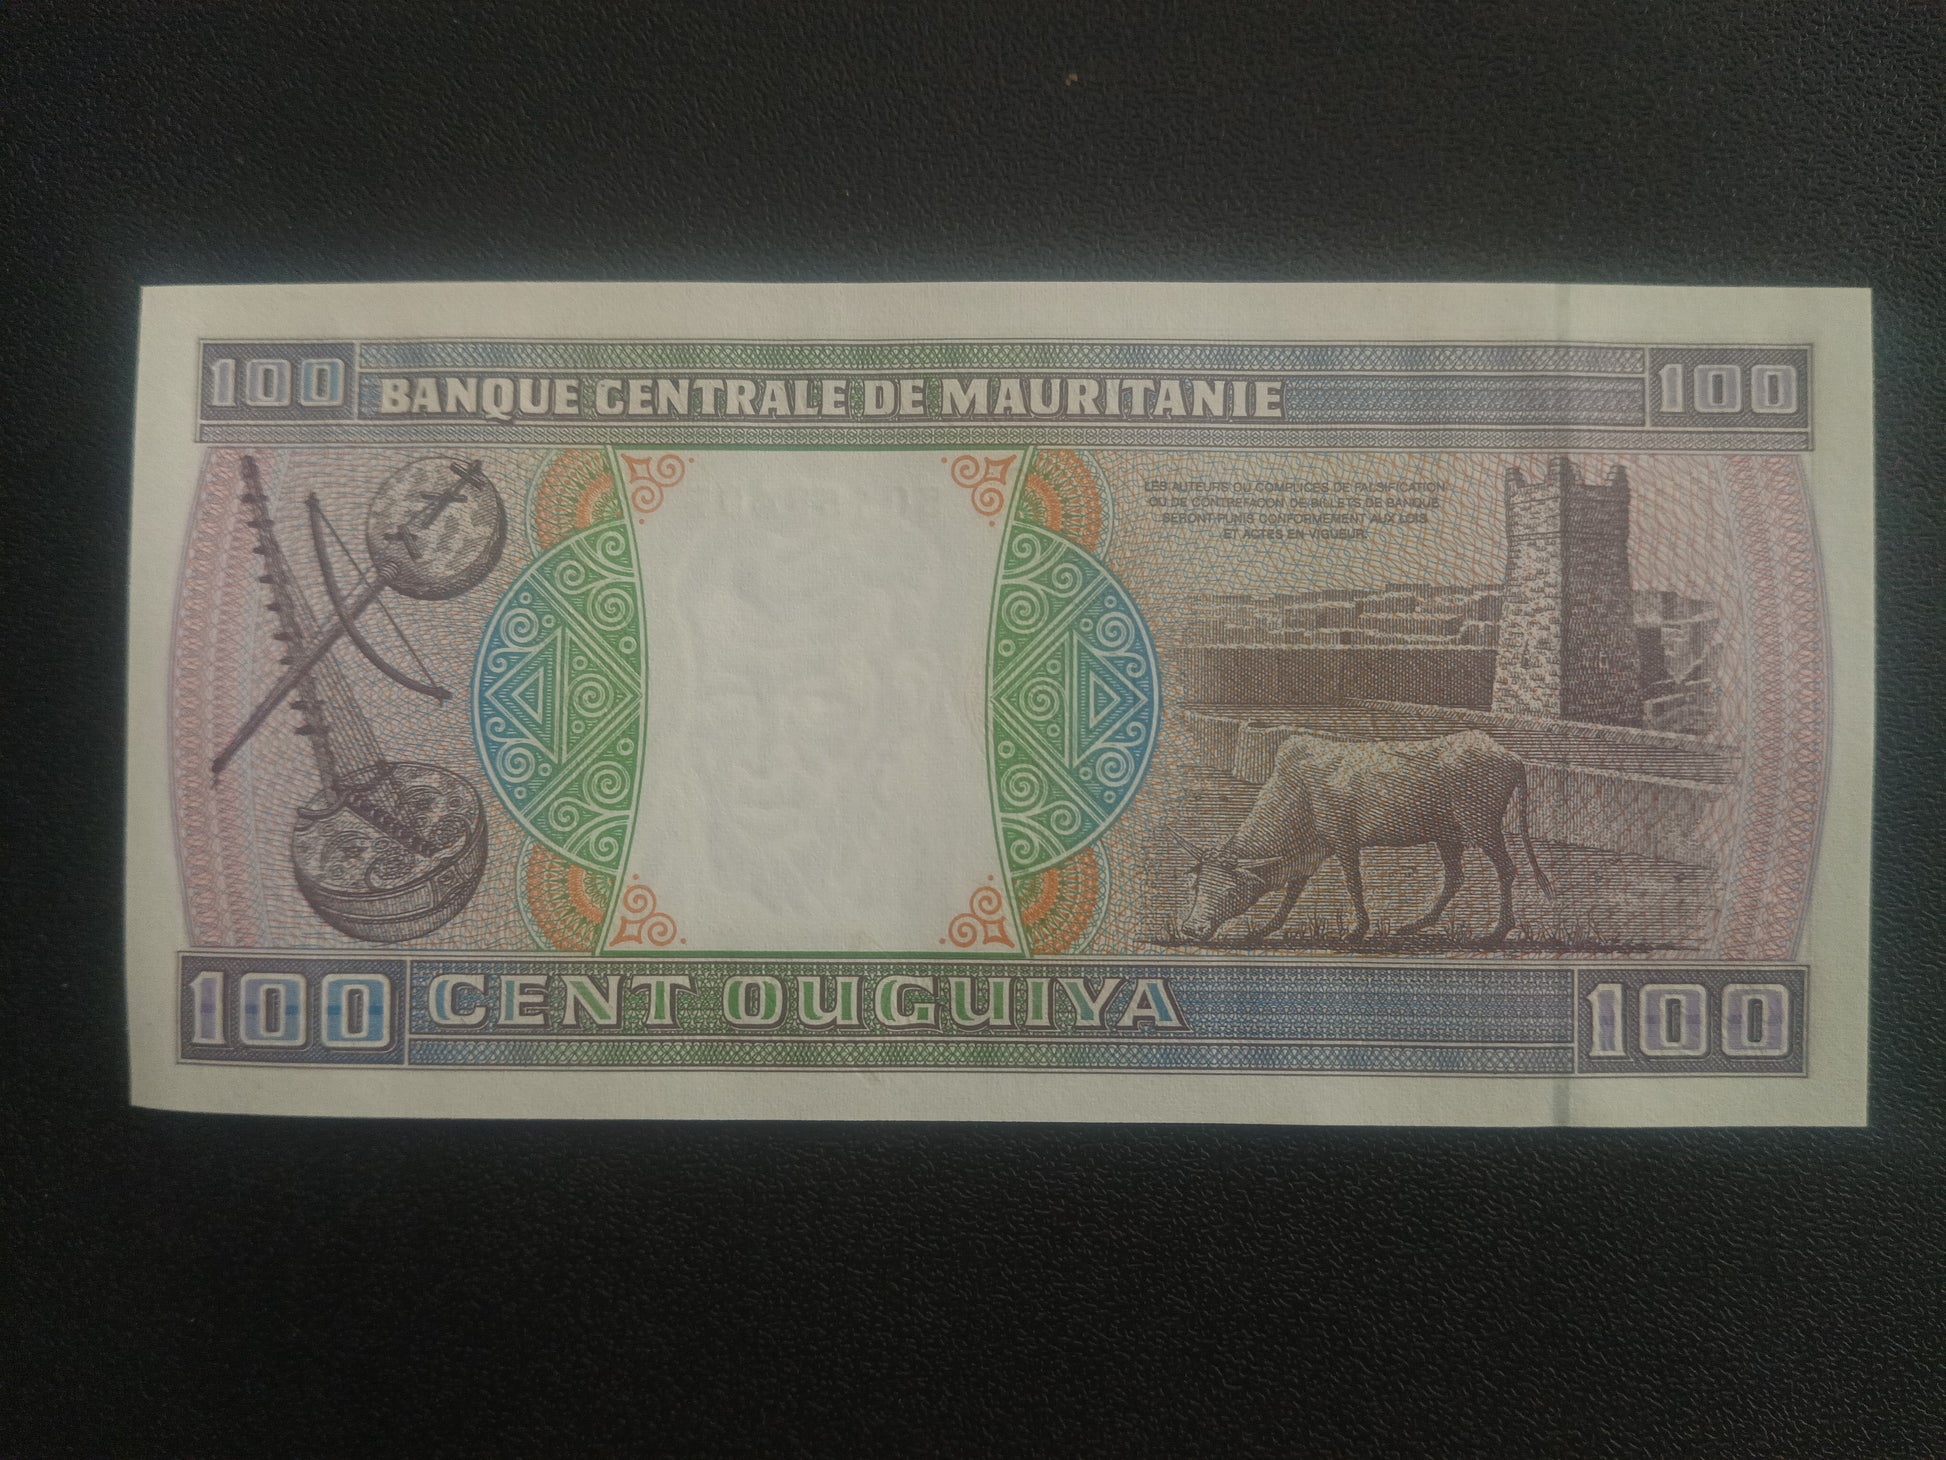 100 BANQUE CENTRALE DE MAURITANIE 100
LES AUTEURS OU COMPLICES DE FALSIFICATION
OU DE CONTREFAÇON DE BILLETS DE BANQUE
SERONT PUNIS CONFORMEMENT AUX LOIS
ET ACTES EN VIGUEUR.
100 CENT OUGUIYA 100